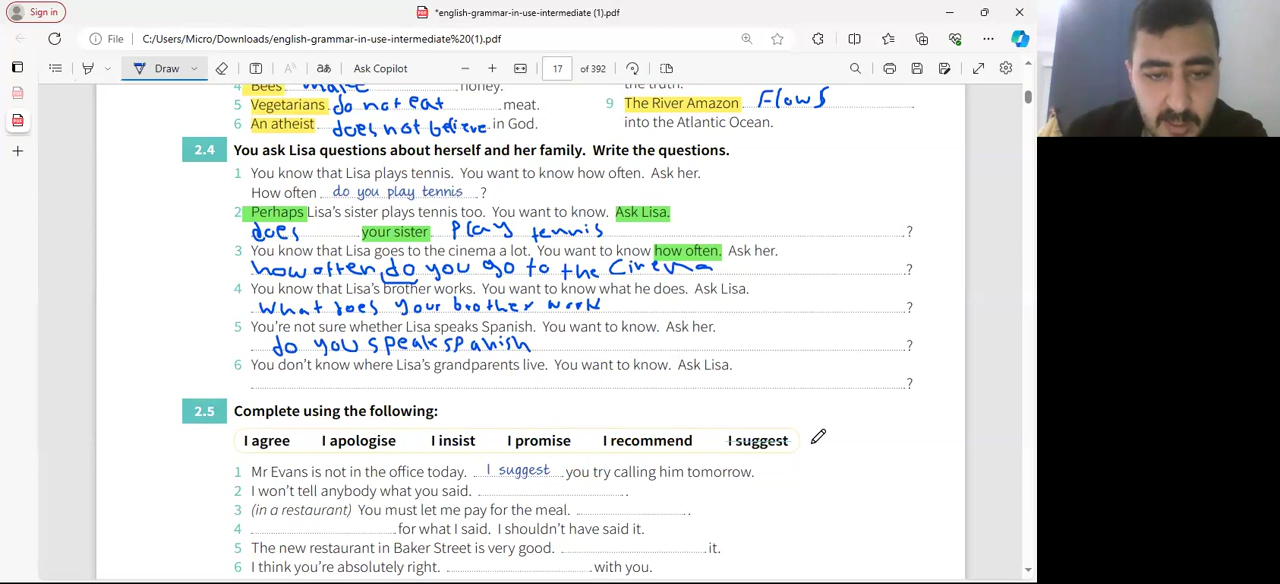 Sign in
*english-grammar-in-use-intermediate (1).pdf
File C:/Users/Micro/Downloads/english-grammar-in-use-intermediate%20(1).pdf
Draw Ask Copilot 17 of 392
4 Bees make honey.
the truth.
5 Vegetarians do not eat meat.
9 The River Amazon Flows
6 An atheist does not believe in God.
into the Atlantic Ocean.
2.4 You ask Lisa questions about herself and her family. Write the questions.
1 You know that Lisa plays tennis. You want to know how often. Ask her.
How often do you play tennis ?
2 Perhaps Lisa's sister plays tennis too. You want to know. Ask Lisa.
does your sister play tennis ?
3 You know that Lisa goes to the cinema a lot. You want to know how often. Ask her.
how often do you go to the Cinema ?
4 You know that Lisa's brother works. You want to know what he does. Ask Lisa.
What does your brother work ?
5 You're not sure whether Lisa speaks Spanish. You want to know. Ask her.
do you speak spanish ?
6 You don't know where Lisa's grandparents live. You want to know. Ask Lisa.
?
2.5 Complete using the following:
I agree I apologise I insist I promise I recommend I suggest
1 Mr Evans is not in the office today. I suggest you try calling him tomorrow.
2 I won't tell anybody what you said. .
3 (in a restaurant) You must let me pay for the meal. .
4 for what I said. I shouldn't have said it.
5 The new restaurant in Baker Street is very good. it.
6 I think you're absolutely right. with you.